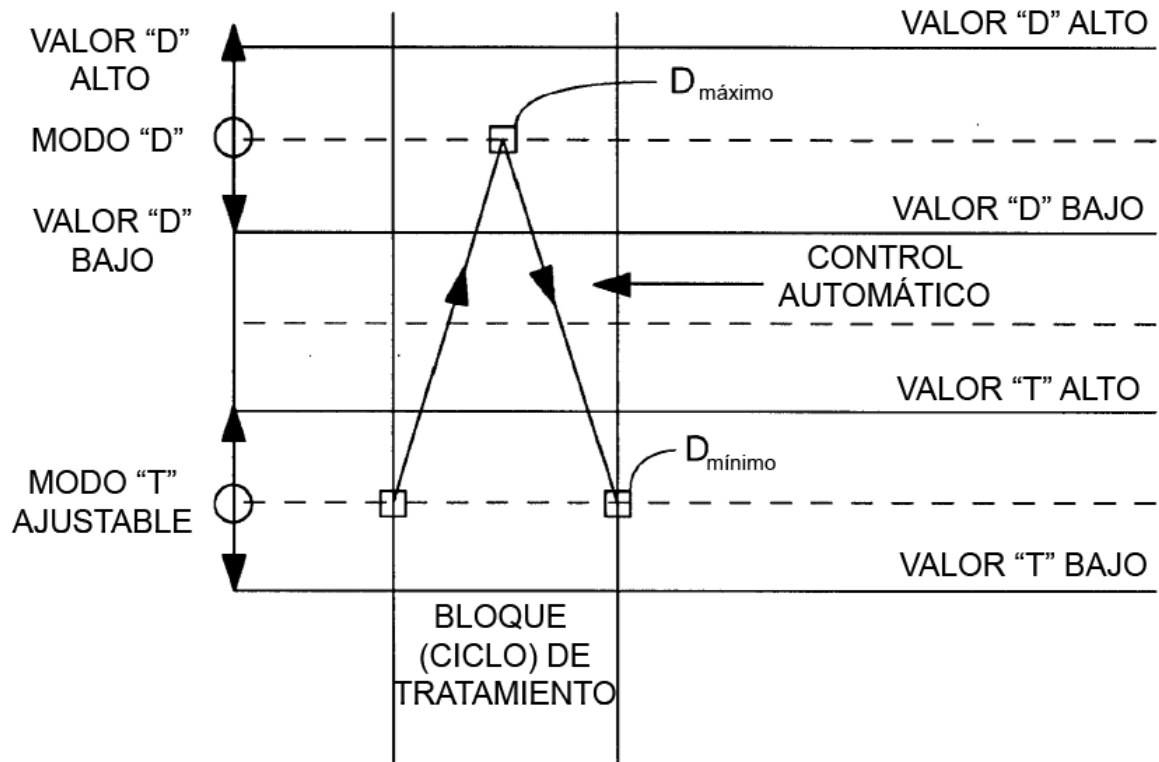 VALOR “D” ALTO
VALOR “D”
ALTO
D máximo
MODO “D”
VALOR “D” BAJO
VALOR “D”
BAJO
CONTROL
AUTOMÁTICO
VALOR “T” ALTO
D mínimo
MODO “T”
AJUSTABLE
VALOR “T” BAJO
BLOQUE
(CICLO) DE
TRATAMIENTO